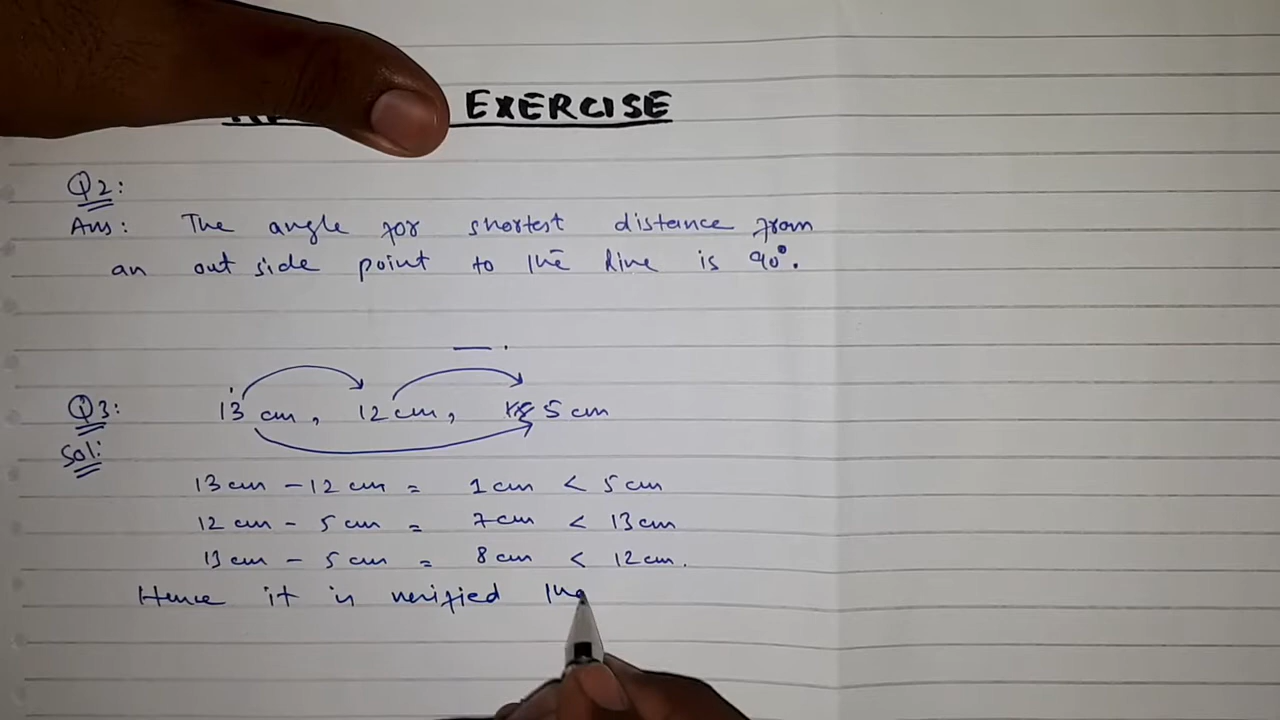 EXERCISE
Q2:
Ans: The angle for shortest distance from
an out side point to the line is 90°.
Q3: 13 cm, 12 cm, 5 cm
Sol:
13 cm - 12 cm = 1 cm < 5 cm
12 cm - 5 cm = 7 cm < 13 cm
13 cm - 5 cm = 8 cm < 12 cm.
Hence it is verified